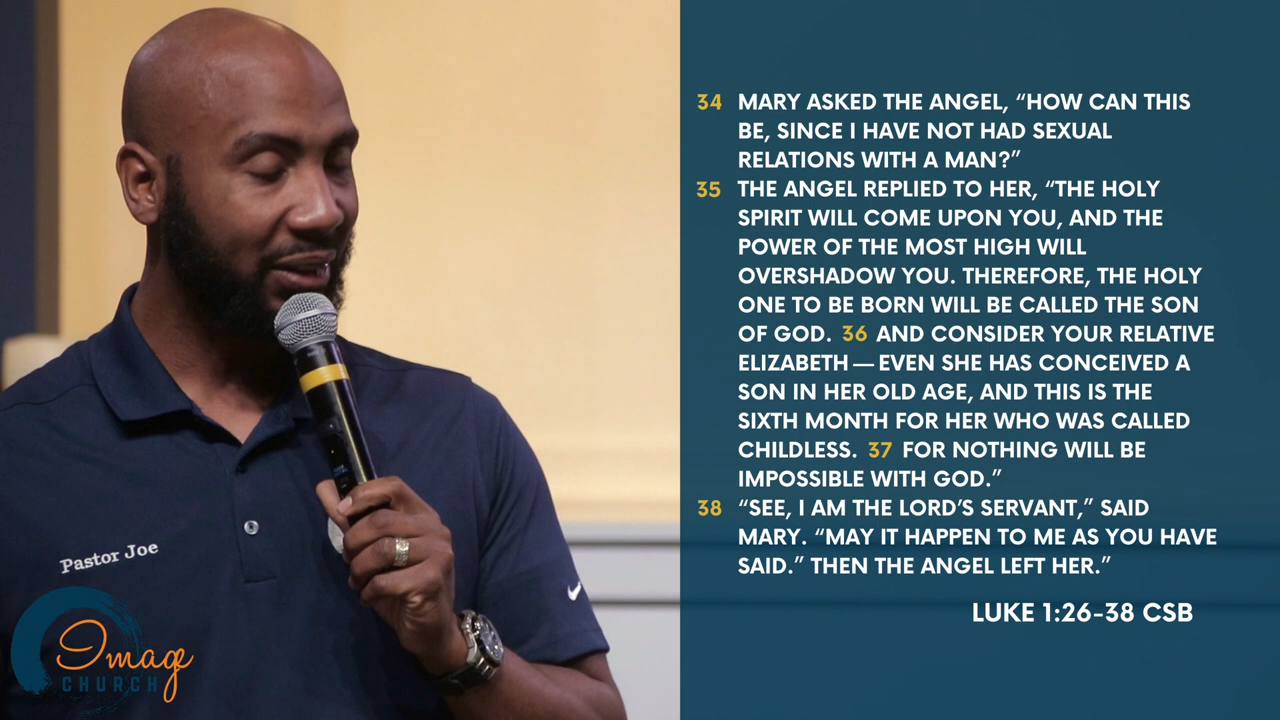 Pastor Joe
Image
CHURCH
34 MARY ASKED THE ANGEL, “HOW CAN THIS
BE, SINCE I HAVE NOT HAD SEXUAL
RELATIONS WITH A MAN?”
35 THE ANGEL REPLIED TO HER, “THE HOLY
SPIRIT WILL COME UPON YOU, AND THE
POWER OF THE MOST HIGH WILL
OVERSHADOW YOU. THEREFORE, THE HOLY
ONE TO BE BORN WILL BE CALLED THE SON
OF GOD. 36 AND CONSIDER YOUR RELATIVE
ELIZABETH — EVEN SHE HAS CONCEIVED A
SON IN HER OLD AGE, AND THIS IS THE
SIXTH MONTH FOR HER WHO WAS CALLED
CHILDLESS. 37 FOR NOTHING WILL BE
IMPOSSIBLE WITH GOD.”
38 “SEE, I AM THE LORD’S SERVANT,” SAID
MARY. “MAY IT HAPPEN TO ME AS YOU HAVE
SAID.” THEN THE ANGEL LEFT HER.”
LUKE 1:26-38 CSB